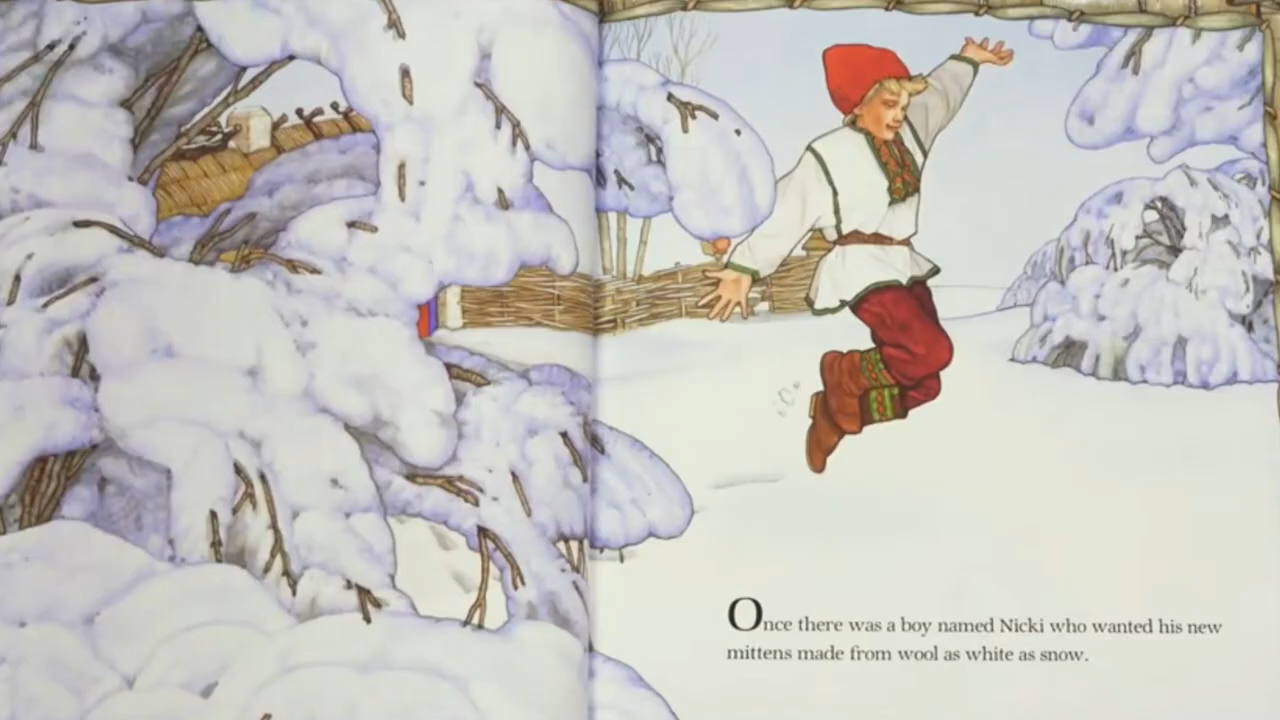 Once there was a boy named Nicki who wanted his new
mittens made from wool as white as snow.